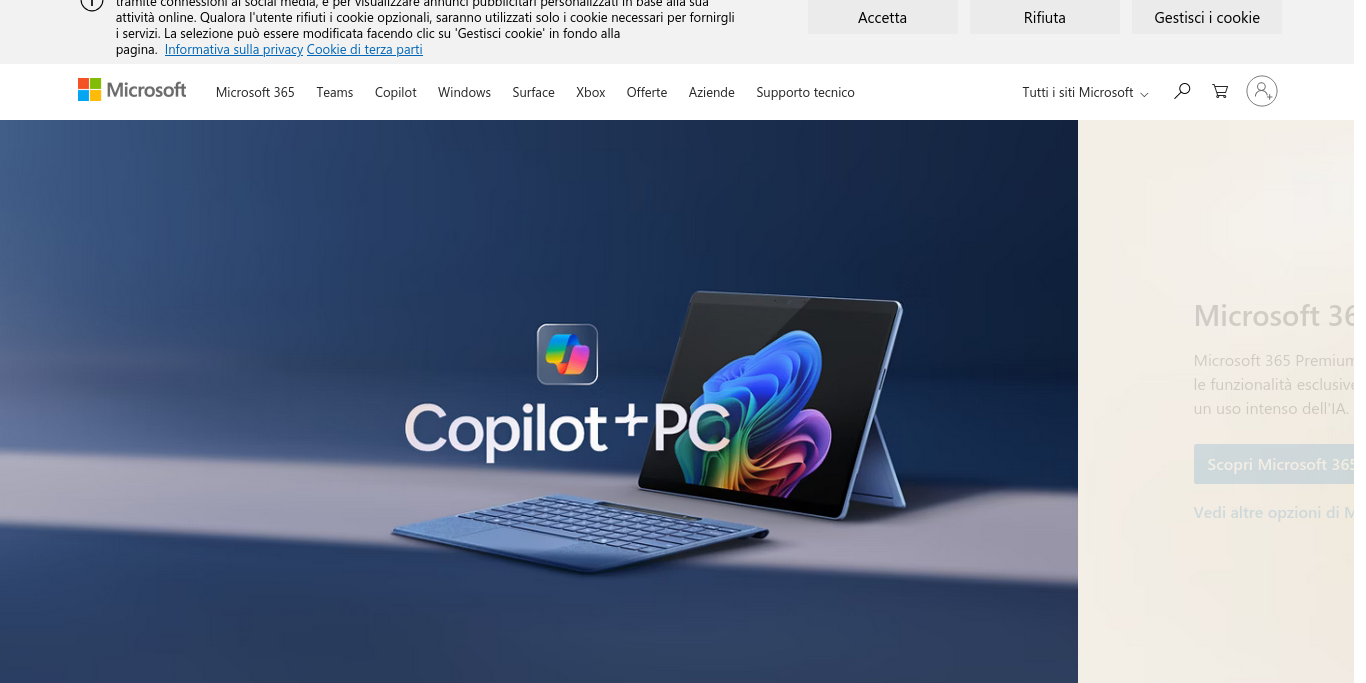 tramite connessioni ai social media, e per visualizzare annunci pubblicitari personalizzati in base alla sua
attività online. Qualora l'utente rifiuti i cookie opzionali, saranno utilizzati solo i cookie necessari per fornirgli
i servizi. La selezione può essere modificata facendo clic su 'Gestisci cookie' in fondo alla
pagina. Informativa sulla privacy Cookie di terze parti
Accetta Rifiuta Gestisci i cookie
Microsoft Microsoft 365 Teams Copilot Windows Surface Xbox Offerte Aziende Supporto tecnico Tutti i siti Microsoft
Copilot+PC
Microsoft 36
Microsoft 365 Premium
le funzionalità esclusive
un uso intenso dell'IA.
Scopri Microsoft 365
Vedi altre opzioni di M